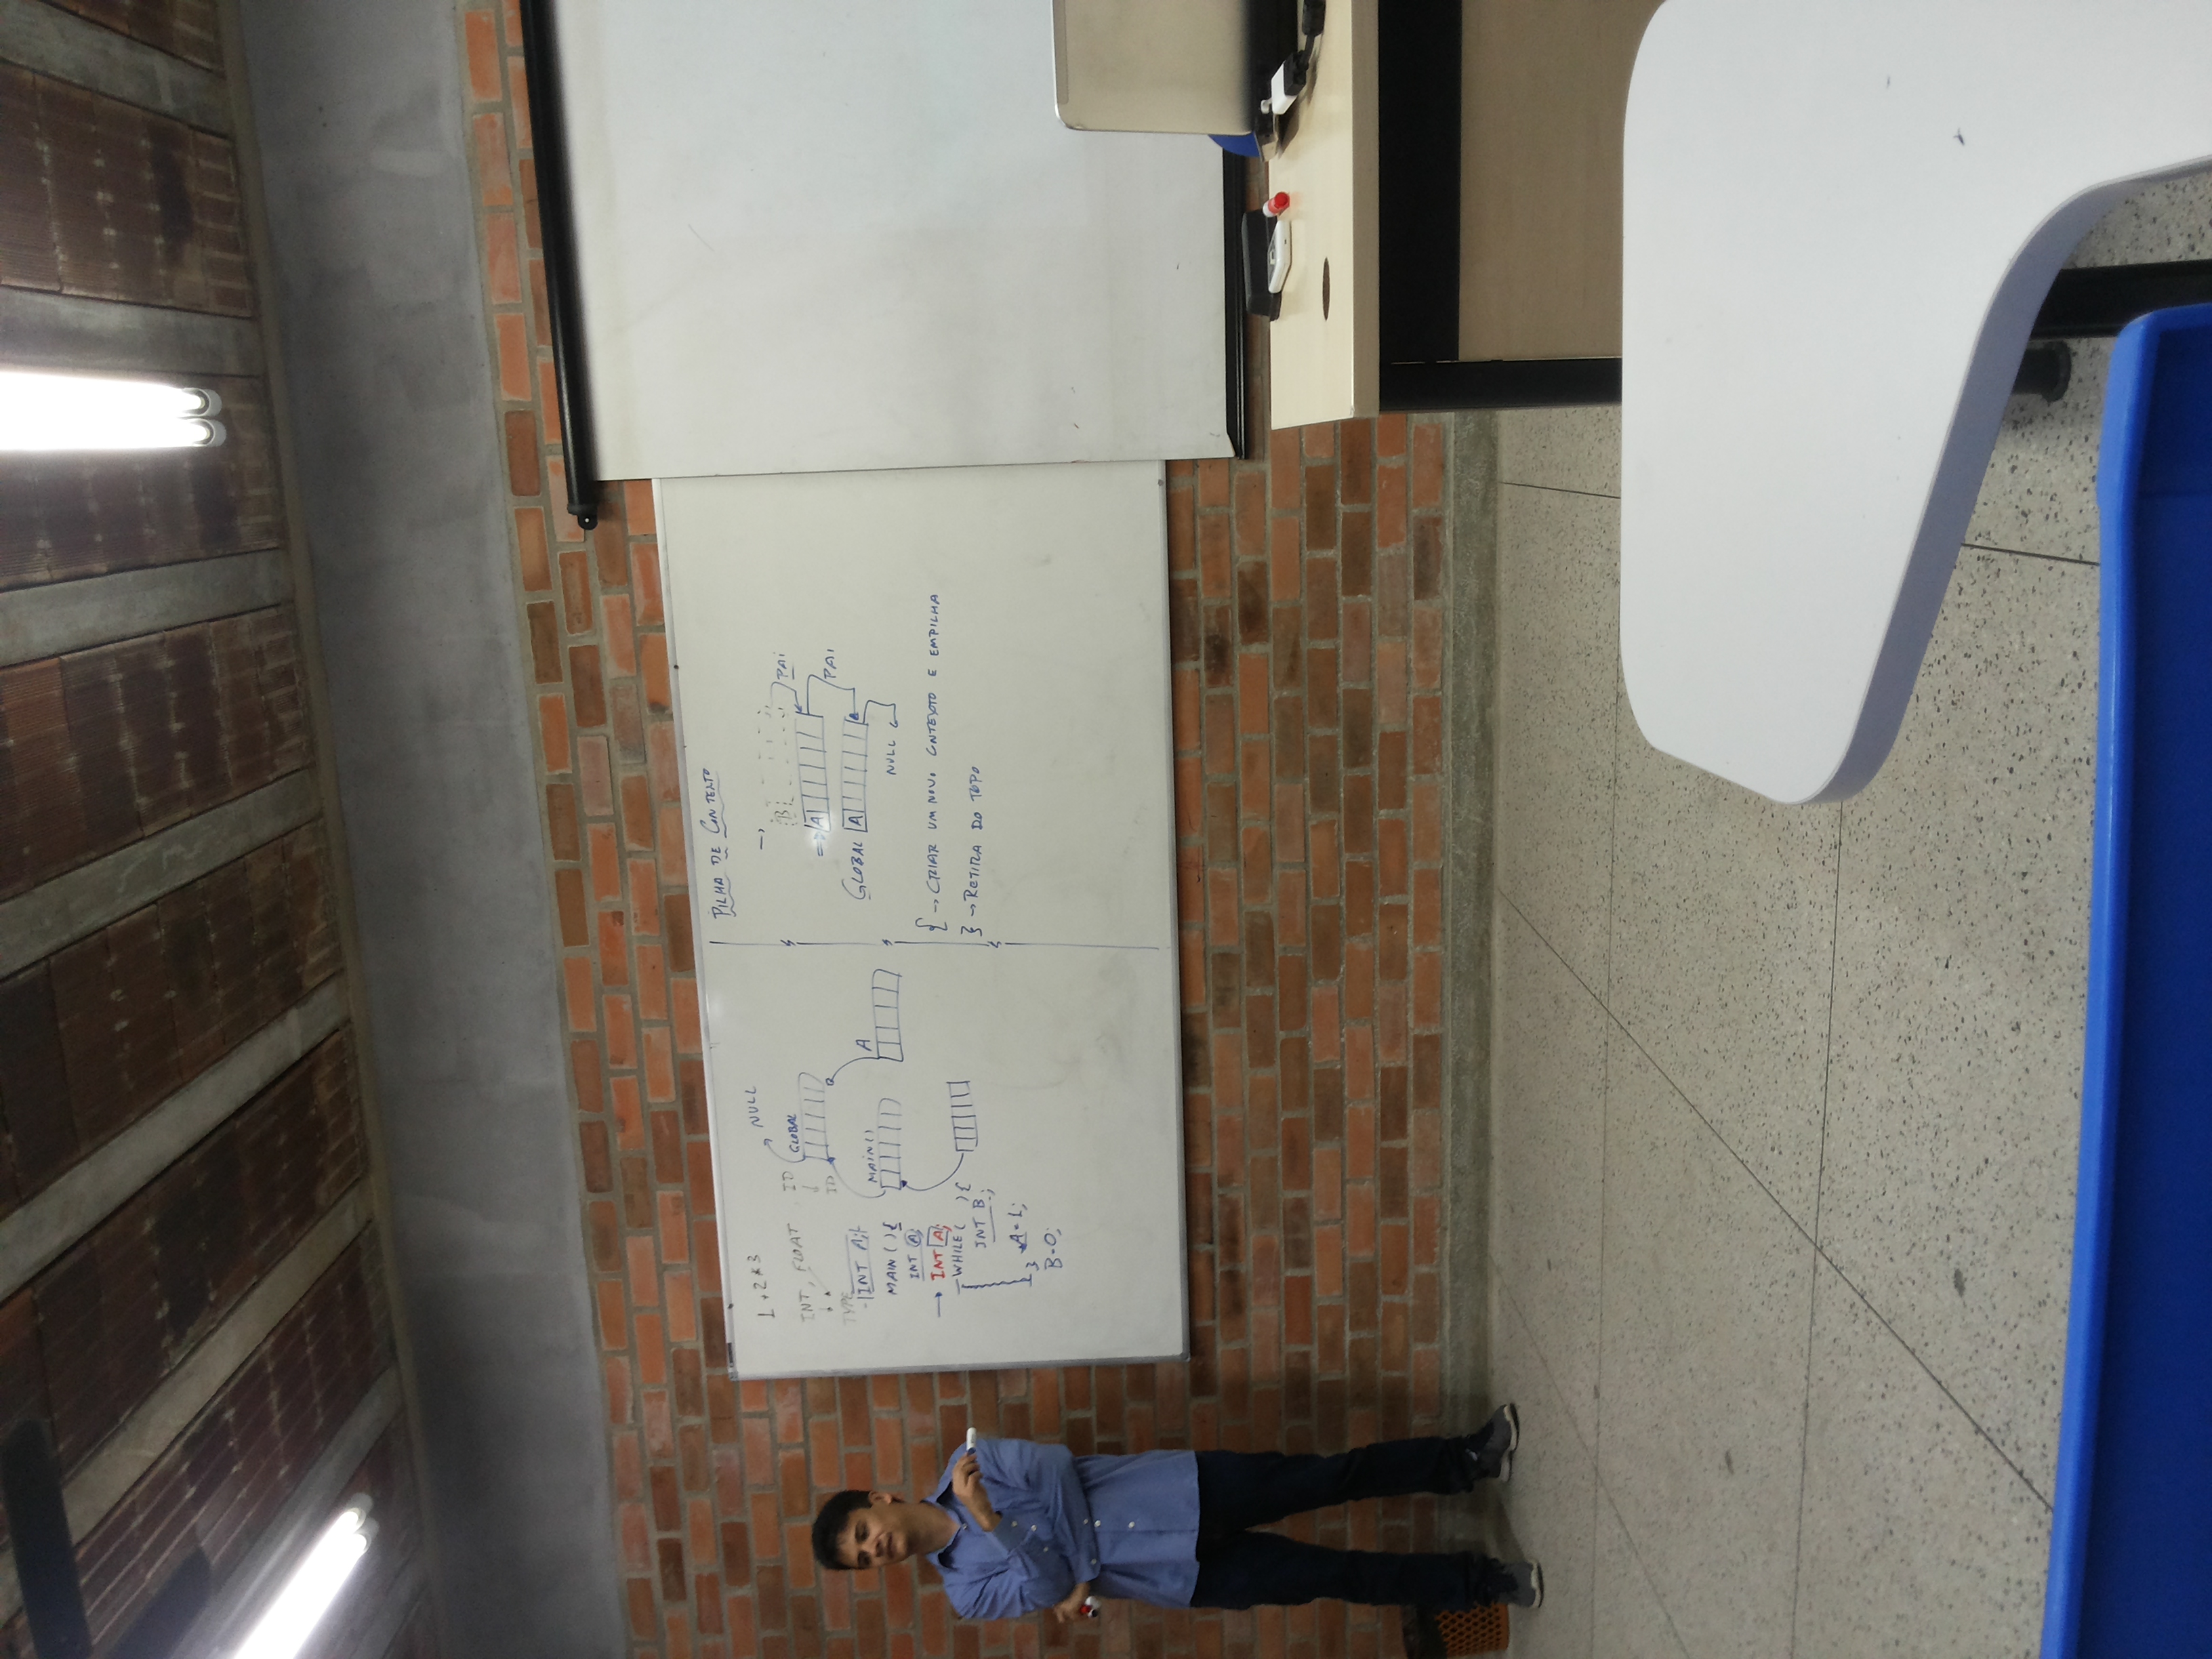 1 + 2 * 3
INT, FLOAT
TYPE
INT A;
MAIN ( ) {
INT A;
INT A;
WHILE ( ) {
INT B;
A = 1;
}
B = 0;
NULL
ID
GLOBAL
ID
MAIN ( )
A
PILHA DE CONTEXTO
B
PAI
A
PAI
GLOBAL A
NULL
{ → CRIAR UM NOVO CONTEXTO E EMPILHA
} → RETIRA DO TOPO